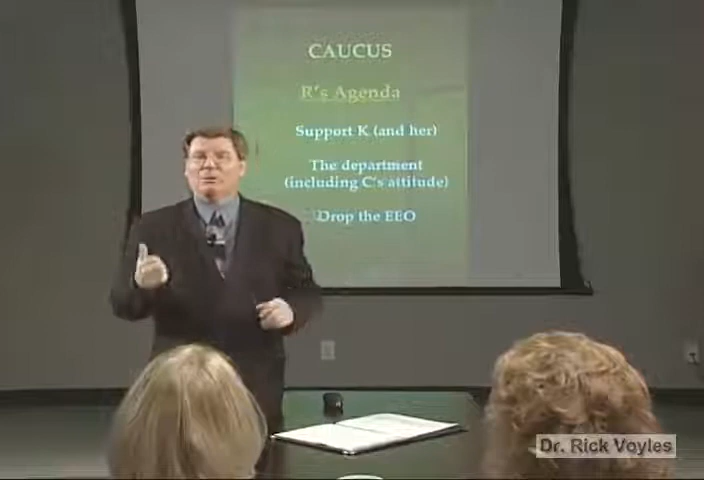 CAUCUS
R's Agenda
Support K (and her)
The department
(including C's attitude)
Drop the EEO
Dr. Rick Voyles